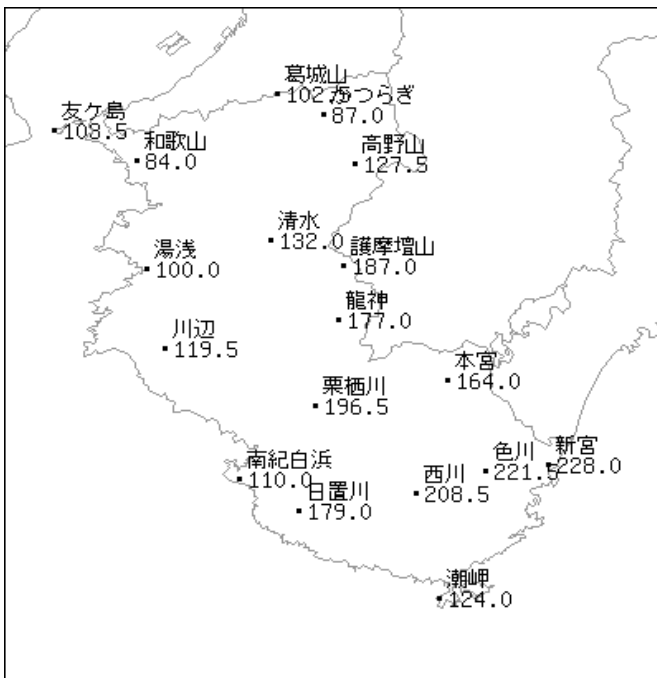 葛城山
102.5
かつらぎ
87.0
友ケ島
108.5
和歌山
84.0
高野山
127.5
清水
132.0
湯浅
100.0
護摩壇山
187.0
龍神
177.0
川辺
119.5
本宮
164.0
栗栖川
196.5
南紀白浜
110.0
日置川
179.0
西川
208.5
色川
221.5
新宮
228.0
潮岬
124.0